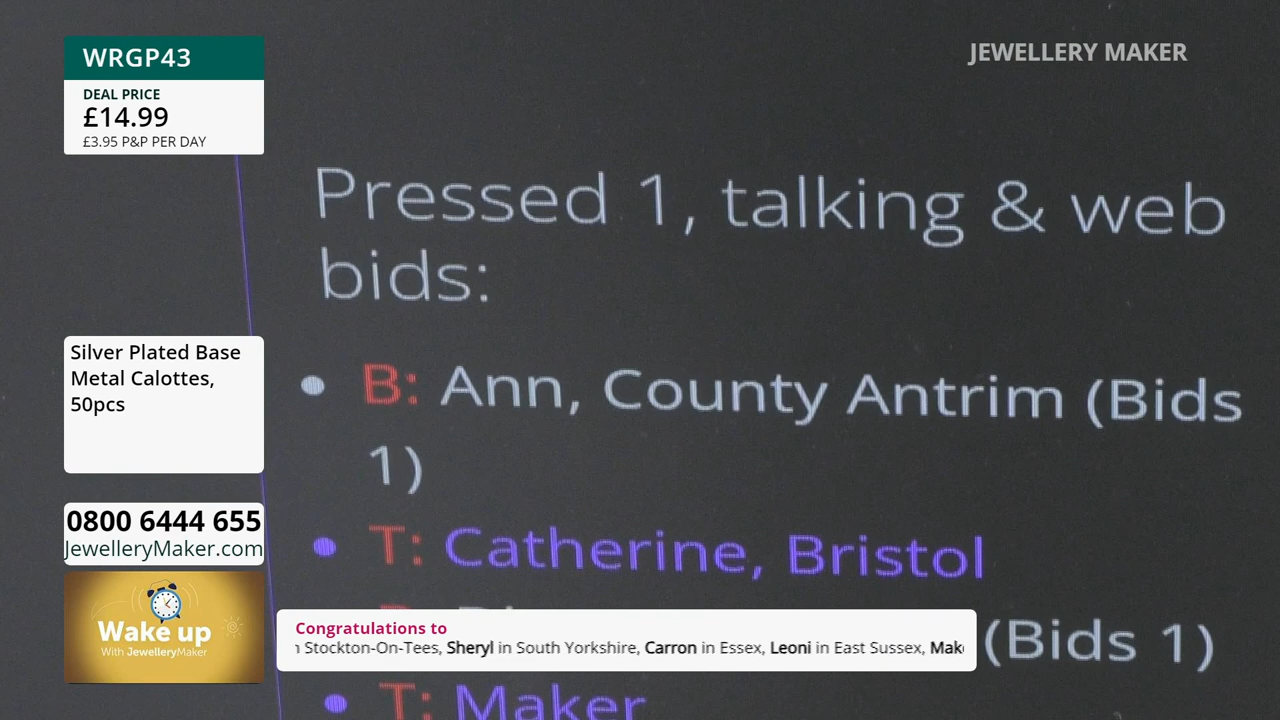 WRGP43
DEAL PRICE
£14.99
£3.95 P&P PER DAY
JEWELLERY MAKER
Pressed 1, talking & web
bids:
• B: Ann, County Antrim (Bids
1)
• T: Catherine, Bristol
(Bids 1)
• T: Maker
Silver Plated Base
Metal Calottes,
50pcs
0800 6444 655
JewelleryMaker.com
Wake up
With JewelleryMaker
Congratulations to
Stockton-On-Tees, Sheryl in South Yorkshire, Carron in Essex, Leoni in East Sussex, Mak